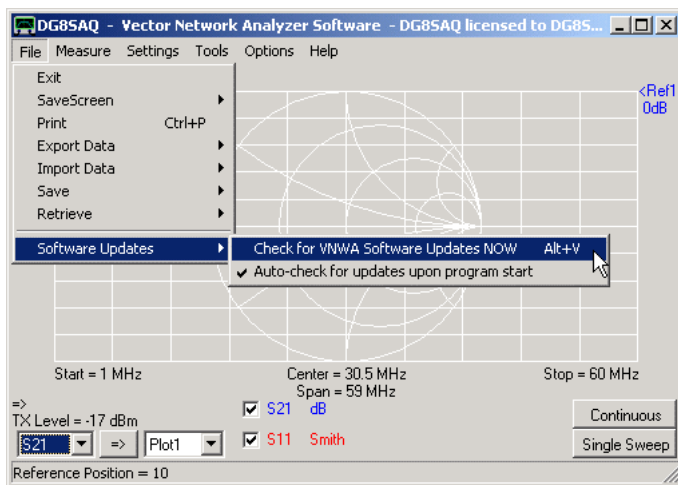 DG8SAQ - Vector Network Analyzer Software - DG8SAQ licensed to DG8S...
File Measure Settings Tools Options Help
Exit
SaveScreen
Print Ctrl+P
Export Data
Import Data
Save
Retrieve
Software Updates
Check for VNWA Software Updates NOW Alt+V
Auto-check for updates upon program start
<Ref1
0dB
Start = 1 MHz
Center = 30.5 MHz
Stop = 60 MHz
Span = 59 MHz
=>
TX Level = -17 dBm
S21 dB
Continuous
S21
=>
Plot1
S11 Smith
Single Sweep
Reference Position = 10